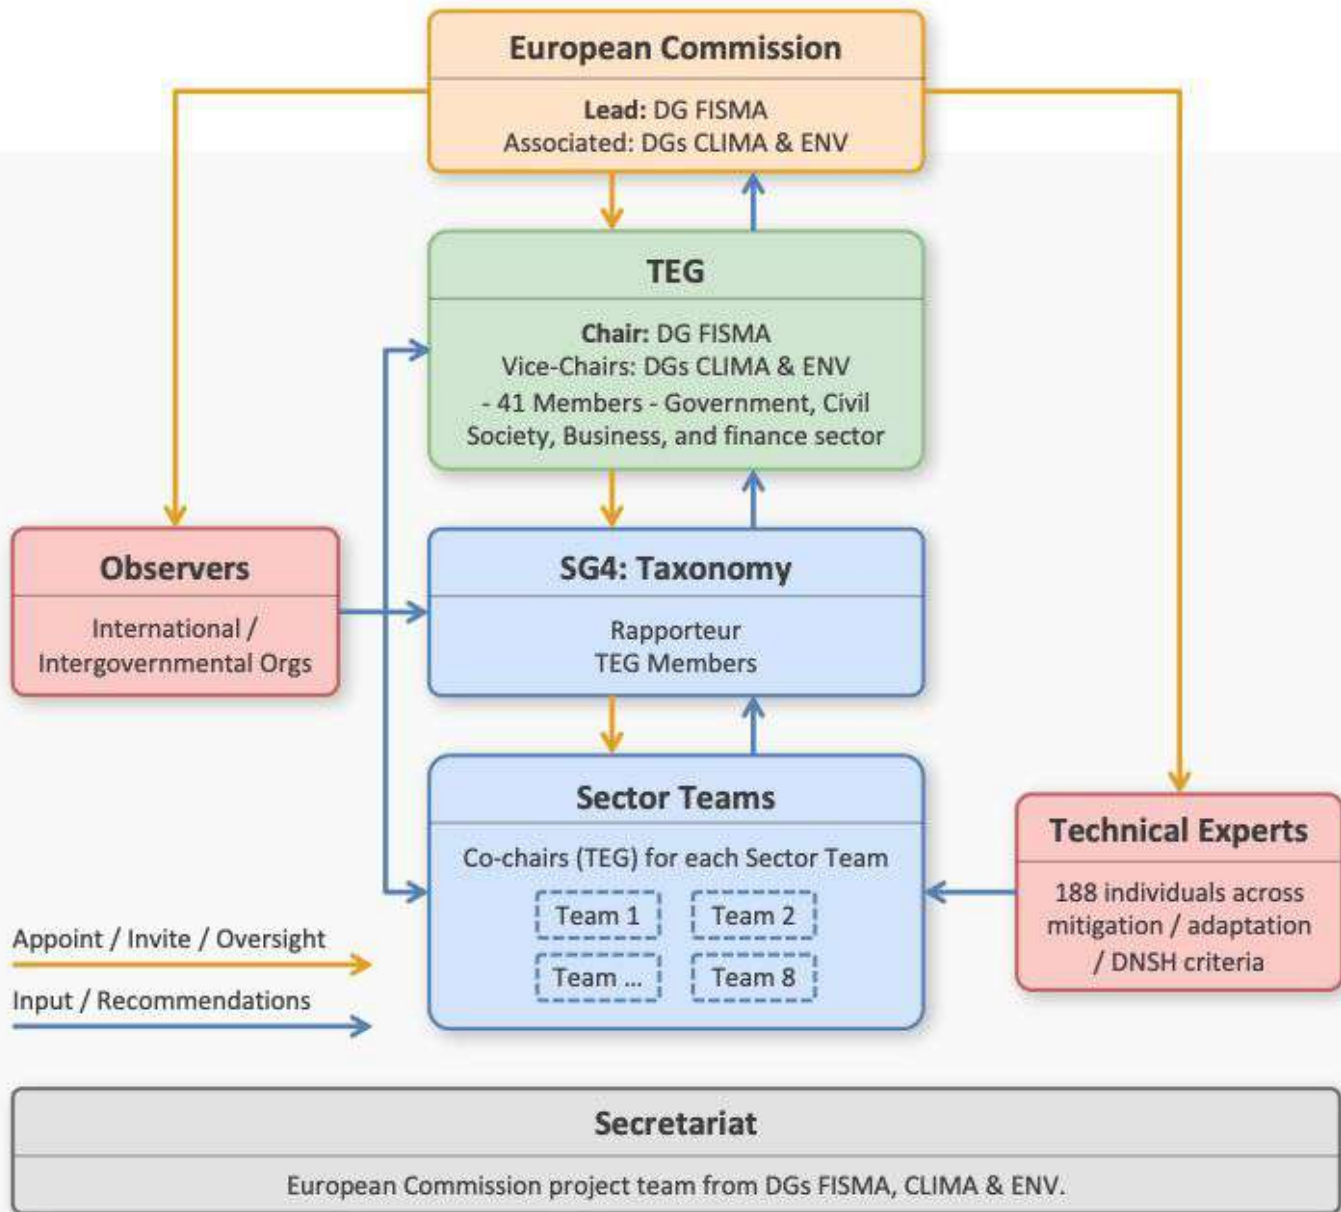 European Commission
Lead: DG FISMA
Associated: DGs CLIMA & ENV
TEG
Chair: DG FISMA
Vice-Chairs: DGs CLIMA & ENV
- 41 Members - Government, Civil
Society, Business, and finance sector
Observers
International /
Intergovernmental Orgs
SG4: Taxonomy
Rapporteur
TEG Members
Sector Teams
Co-chairs (TEG) for each Sector Team
Team 1
Team 2
Team ...
Team 8
Technical Experts
188 individuals across
mitigation / adaptation
/ DNSH criteria
Appoint / Invite / Oversight
Input / Recommendations
Secretariat
European Commission project team from DGs FISMA, CLIMA & ENV.